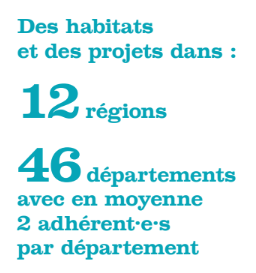 Des habitats
et des projets dans :
12 régions
46 départements
avec en moyenne
2 adhérent·e·s
par département